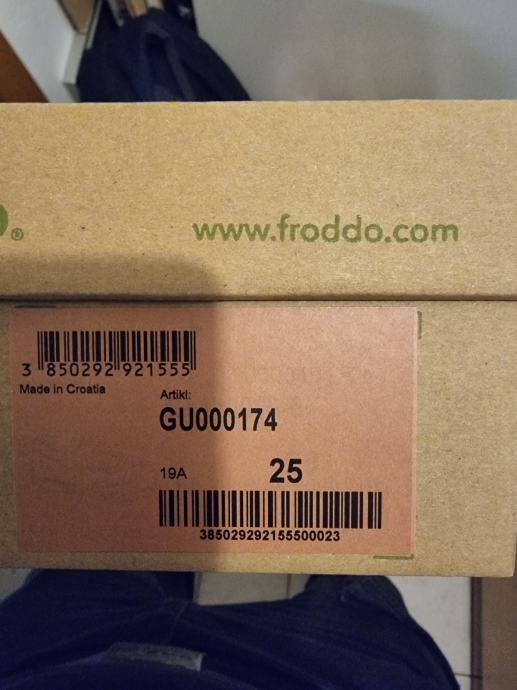 www.froddo.com
3 850292 921555
Made in Croatia
Artikl:
GU000174
19A 25
385029292155500023